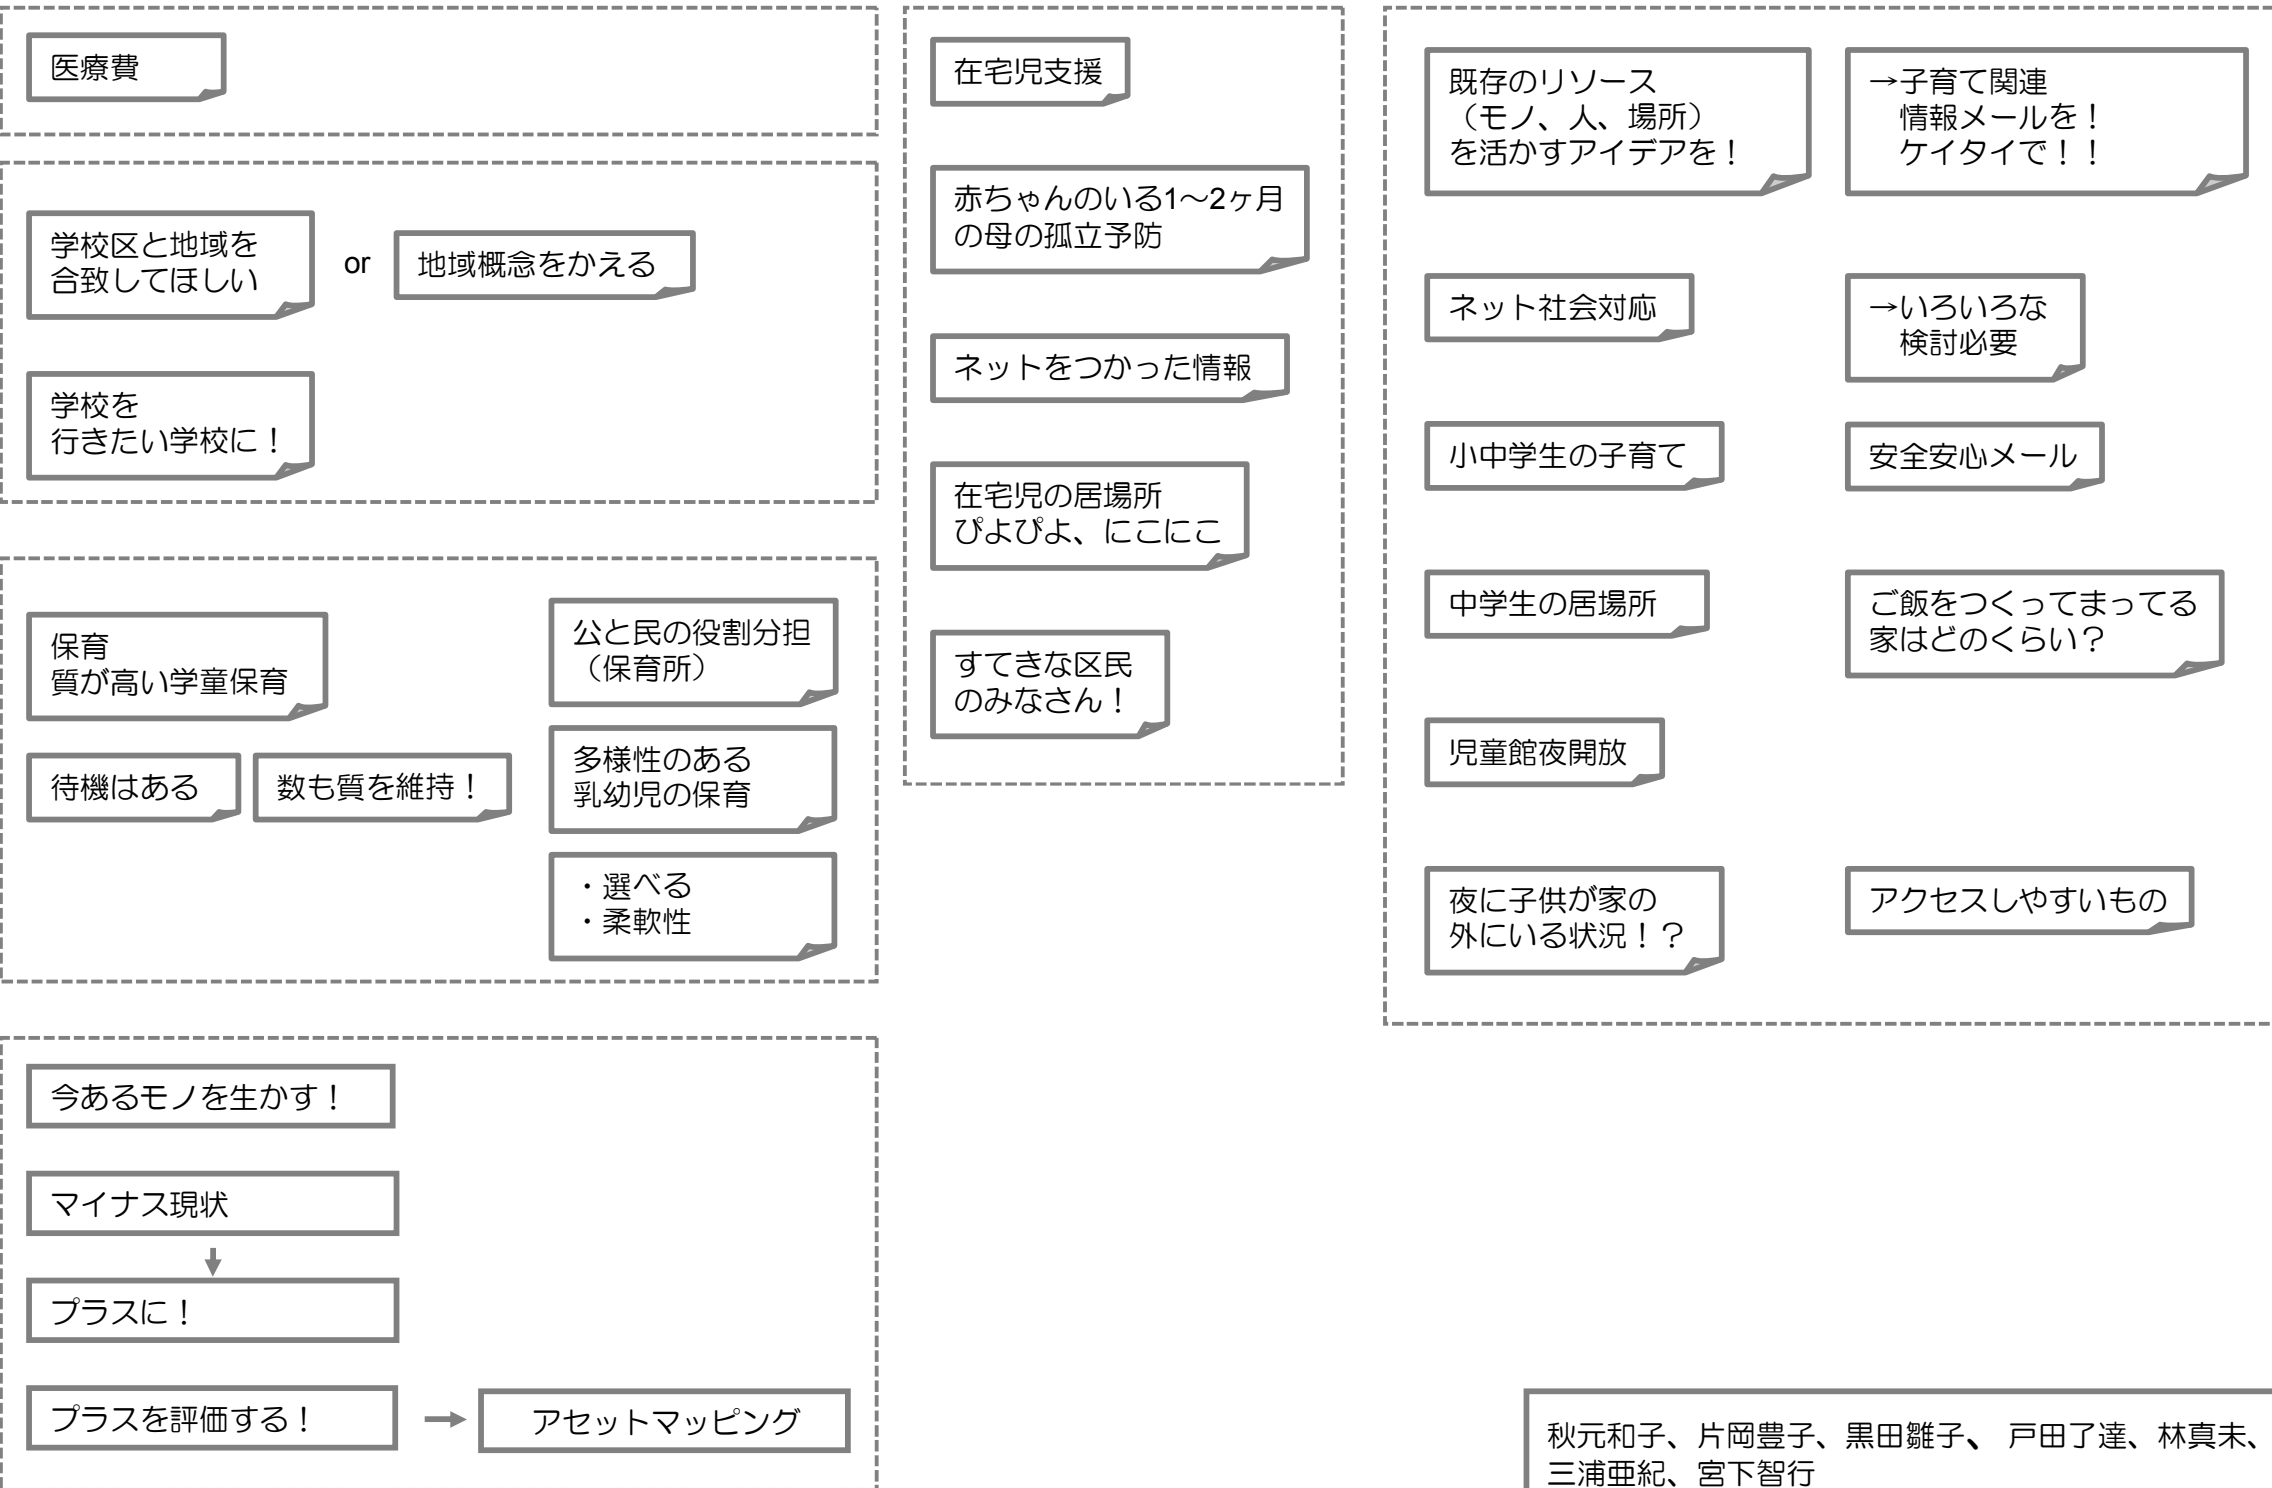 医療費
学校区と地域を
合致してほしい
or
地域概念をかえる
学校を
行きたい学校に！
保育
質が高い学童保育
待機はある
数も質を維持！
公と民の役割分担
（保育所）
多様性のある
乳幼児の保育
・選べる
・柔軟性
今あるモノを生かす！
マイナス現状
プラスに！
プラスを評価する！
アセットマッピング
在宅児支援
赤ちゃんのいる1～2ヶ月
の母の孤立予防
ネットをつかった情報
在宅児の居場所
ぴよぴよ、にこにこ
すてきな区民
のみなさん！
既存のリソース
（モノ、人、場所）
を活かすアイデアを！
→子育て関連
情報メールを！
ケイタイで！！
ネット社会対応
→いろいろな
検討必要
小中学生の子育て
安全安心メール
中学生の居場所
ご飯をつくってまってる
家はどのくらい？
児童館夜開放
夜に子供が家の
外にいる状況！？
アクセスしやすいもの
秋元和子、片岡豊子、黒田雛子、 戸田了達、林真未、
三浦亜紀、宮下智行